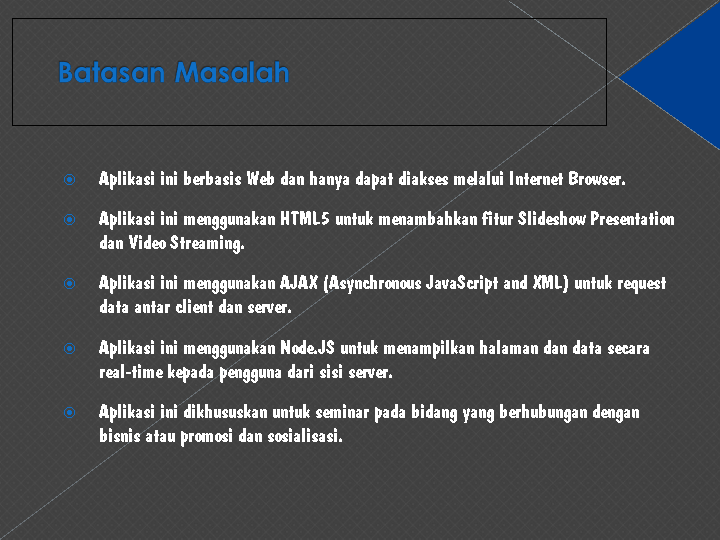 Batasan Masalah
Aplikasi ini berbasis Web dan hanya dapat diakses melalui Internet Browser.
Aplikasi ini menggunakan HTML5 untuk menambahkan fitur Slideshow Presentation
dan Video Streaming.
Aplikasi ini menggunakan AJAX (Asynchronous JavaScript and XML) untuk request
data antar client dan server.
Aplikasi ini menggunakan Node.JS untuk menampilkan halaman dan data secara
real-time kepada pengguna dari sisi server.
Aplikasi ini dikhususkan untuk seminar pada bidang yang berhubungan dengan
bisnis atau promosi dan sosialisasi.